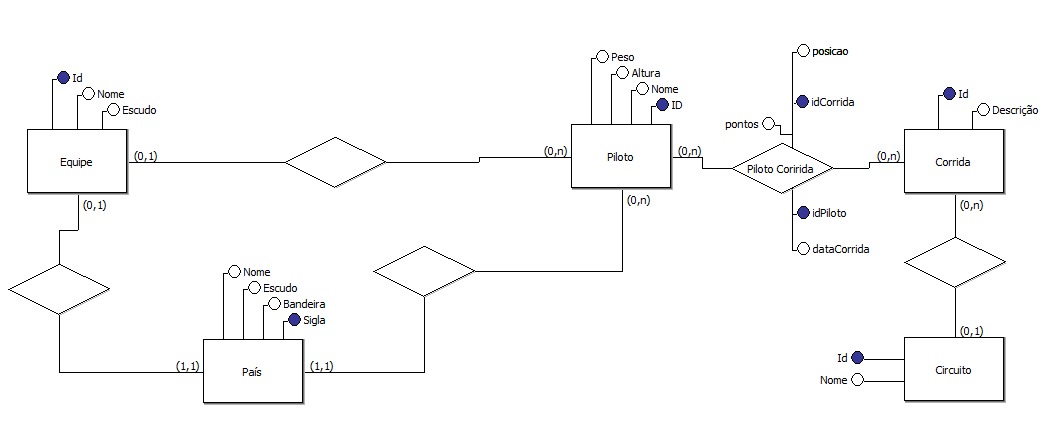 posicao
Peso
Altura
Nome
ID
Id
Nome
Escudo
idCorrida
pontos
Id
Descrição
Equipe
(0,1)
(0,n)
Piloto
(0,n)
Piloto Coririda
(0,n)
Corrida
(0,1)
(0,n)
(0,n)
idPiloto
dataCorrida
Nome
Escudo
Bandeira
Sigla
(0,1)
(1,1)
País
(1,1)
Id
Nome
Circuito